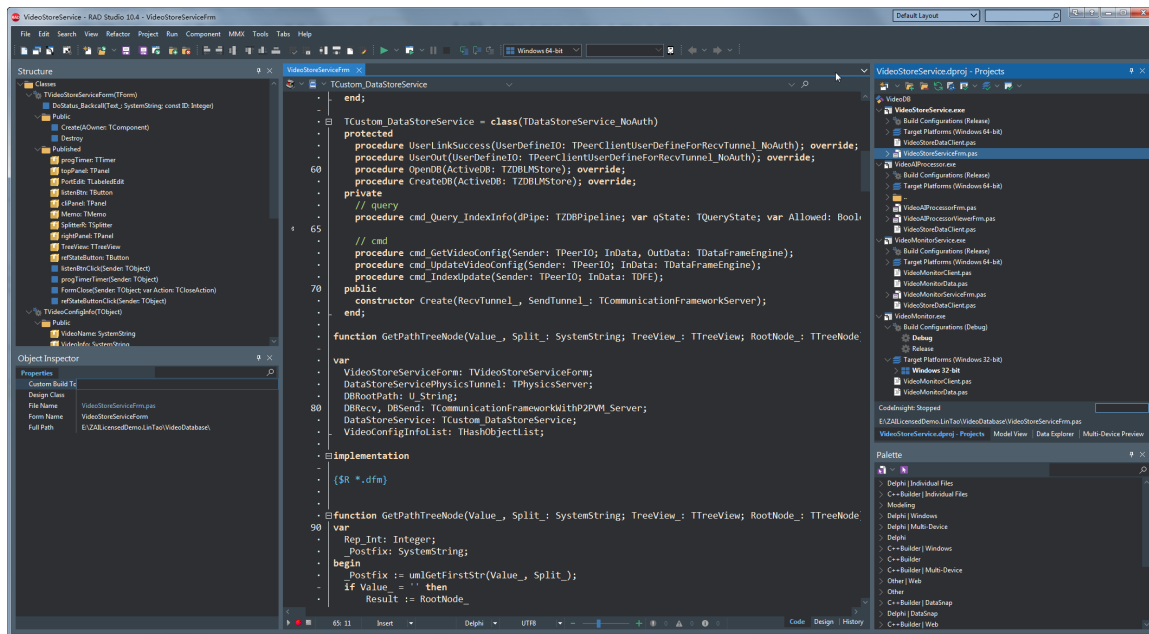 VideoStoreService - RAD Studio 10.4 - VideoStoreServiceFrm
Default Layout
File Edit Search View Refactor Project Run Component MMX Tools Tabs Help
Windows 64-bit
Structure
Classes
TVideoStoreServiceForm(TForm)
DoStatus_Backcall(Text_: SystemString; const ID: Integer)
Public
Create(AOwner: TComponent)
Destroy
Published
progTimer: TTimer
topPanel: TPanel
PortEdit: TLabeledEdit
listenBtn: TButton
cliPanel: TPanel
Memo: TMemo
SplitterR: TSplitter
rightPanel: TPanel
TreeView: TTreeView
refStateButton: TButton
listenBtnClick(Sender: TObject)
progTimerTimer(Sender: TObject)
FormClose(Sender: TObject; var Action: TCloseAction)
refStateButtonClick(Sender: TObject)
TVideoConfigInfo(TObject)
Public
VideoName: SystemString
VideoInfo: SystemString
Object Inspector
Properties
Custom Build To
Design Class
File Name VideoStoreServiceFrm.pas
Form Name VideoStoreServiceForm
Full Path E:\ZAILicensedDemo.LinTao\VideoDatabase\
VideoStoreServiceFrm
TCustom_DataStoreService
end;
TCustom_DataStoreService = class(TDataStoreService_NoAuth)
protected
procedure UserLinkSuccess(UserDefineIO: TPeerClientUserDefineForRecvTunnel_NoAuth); override;
procedure UserOut(UserDefineIO: TPeerClientUserDefineForRecvTunnel_NoAuth); override;
60 procedure OpenDB(ActiveDB: TZDBLMStore); override;
procedure CreateDB(ActiveDB: TZDBLMStore); override;
private
// query
procedure cmd_Query_IndexInfo(dPipe: TZDBPipeline; var qState: TQueryState; var Allowed: Boole
65
// cmd
procedure cmd_GetVideoConfig(Sender: TPeerIO; InData, OutData: TDataFrameEngine);
procedure cmd_UpdateVideoConfig(Sender: TPeerIO; InData: TDataFrameEngine);
procedure cmd_IndexUpdate(Sender: TPeerIO; InData: TDFE);
70 public
constructor Create(RecvTunnel_, SendTunnel_: TCommunicationFrameworkServer);
end;
function GetPathTreeNode(Value_, Split_: SystemString; TreeView_: TTreeView; RootNode_: TTreeNode
var
VideoStoreServiceForm: TVideoStoreServiceForm;
DataStoreServicePhysicsTunnel: TPhysicsServer;
DBRootPath: U_String;
80 DBRecv, DBSend: TCommunicationFrameworkWithP2PVM_Server;
DataStoreService: TCustom_DataStoreService;
VideoConfigInfoList: THashObjectList;
implementation
{$R *.dfm}
function GetPathTreeNode(Value_, Split_: SystemString; TreeView_: TTreeView; RootNode_: TTreeNode
90 var
Rep_Int: Integer;
_Postfix: SystemString;
begin
_Postfix := umlGetFirstStr(Value_, Split_);
if Value_ = '' then
Result := RootNode_
65: 11 Insert Delphi UTF8 Code Design History
VideoStoreService.dproj - Projects
VideoDB
VideoStoreService.exe
Build Configurations (Release)
Target Platforms (Windows 64-bit)
VideoStoreDataClient.pas
VideoStoreServiceFrm.pas
VideoAIProcessor.exe
Build Configurations (Release)
Target Platforms (Windows 64-bit)
..
VideoAIProcessorFrm.pas
VideoAIProcessorViewerFrm.pas
VideoStoreDataClient.pas
VideoMonitorService.exe
Build Configurations (Release)
Target Platforms (Windows 64-bit)
VideoMonitorClient.pas
VideoMonitorData.pas
VideoMonitorServiceFrm.pas
VideoStoreDataClient.pas
VideoMonitor.exe
Build Configurations (Debug)
Debug
Release
Target Platforms (Windows 32-bit)
Windows 32-bit
VideoMonitorClient.pas
VideoMonitorData.pas
CodeInsight: Stopped
E:\ZAILicensedDemo.LinTao\VideoDatabase\VideoStoreServiceFrm.pas
VideoStoreService.dproj - Projects Model View Data Explorer Multi-Device Preview
Palette
Delphi | Individual Files
C++Builder | Individual Files
Modeling
Delphi | Windows
Delphi | Multi-Device
Delphi
C++Builder | Windows
C++Builder
C++Builder | Multi-Device
Other | Web
Other
C++Builder | DataSnap
Delphi | DataSnap
C++Builder | Web